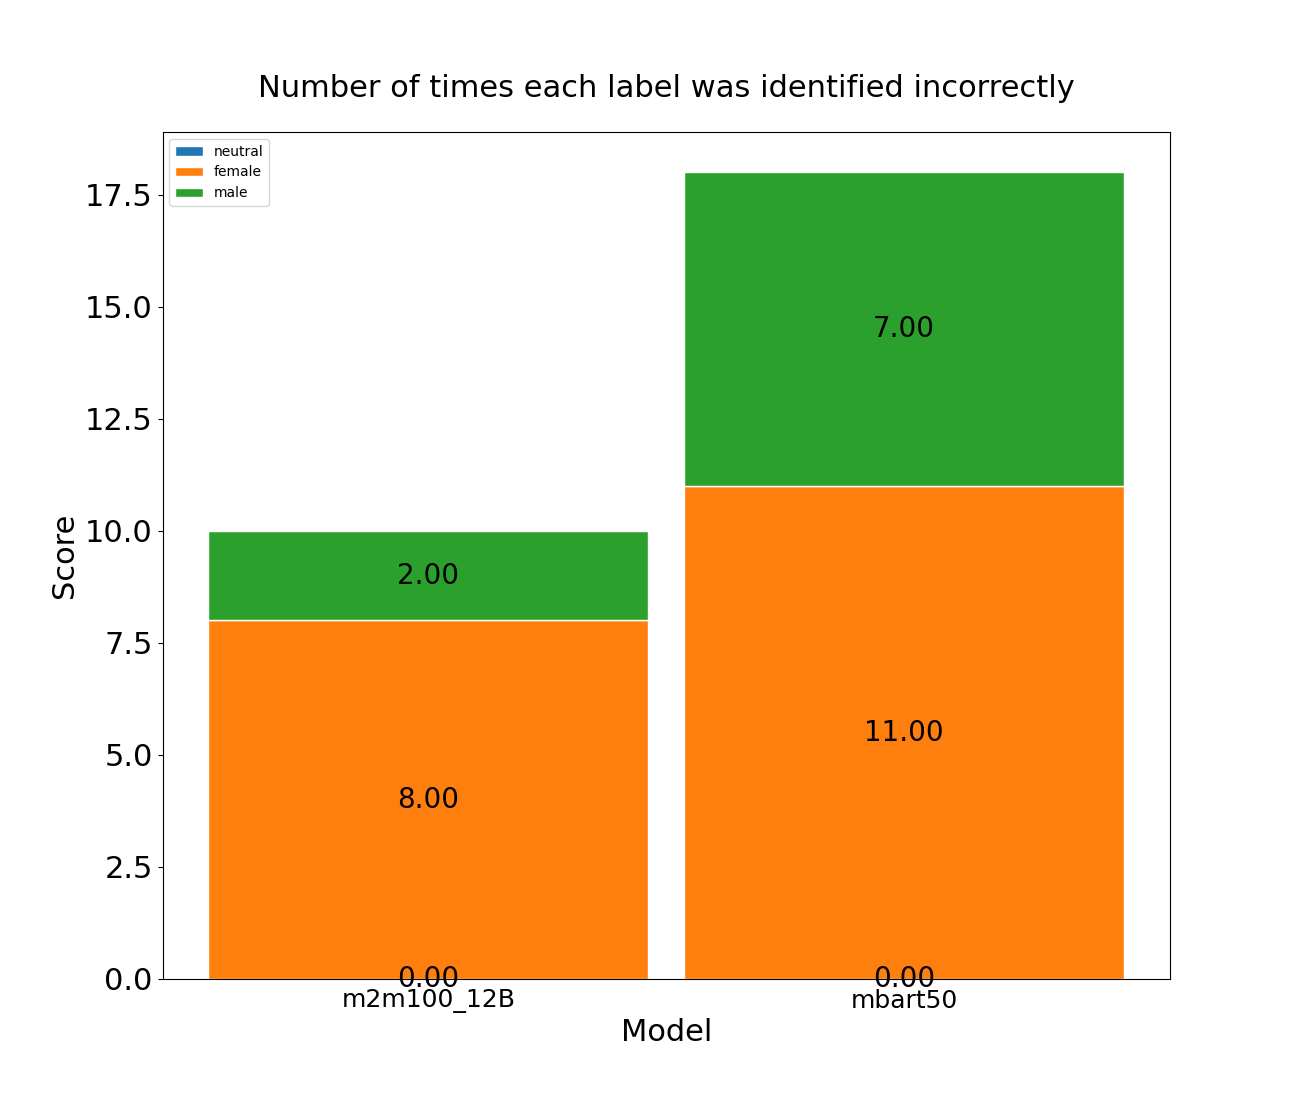 Number of times each label was identified incorrectly
neutral
female
male
17.5
15.0
12.5
10.0
7.5
5.0
2.5
0.0
Score
2.00
8.00
0.00
7.00
11.00
0.00
m2m100_12B
mbart50
Model